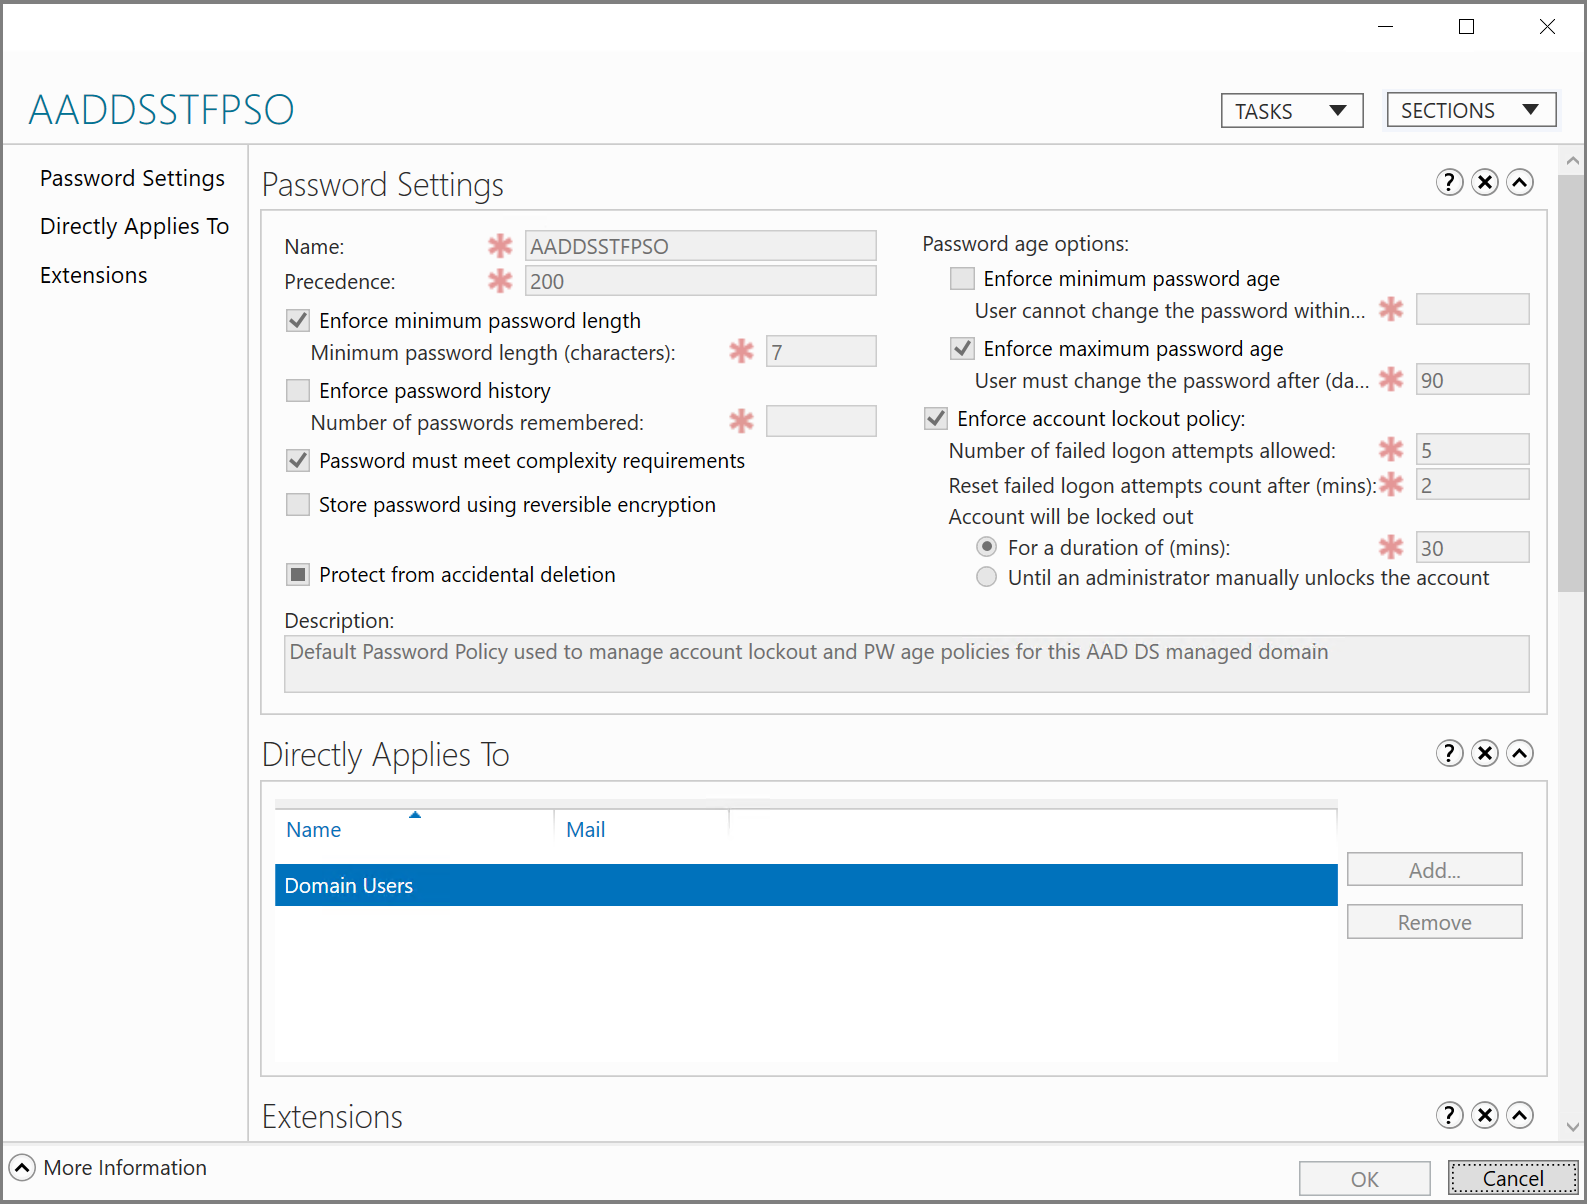 AADDSSTFPSO
TASKS
SECTIONS
Password Settings
Directly Applies To
Extensions
Password Settings
Name:
AADDSSTFPSO
Precedence:
200
Enforce minimum password length
Minimum password length (characters):
7
Enforce password history
Number of passwords remembered:
Password must meet complexity requirements
Store password using reversible encryption
Protect from accidental deletion
Password age options:
Enforce minimum password age
User cannot change the password within...
Enforce maximum password age
User must change the password after (da...
90
Enforce account lockout policy:
Number of failed logon attempts allowed:
5
Reset failed logon attempts count after (mins):
2
Account will be locked out
For a duration of (mins):
30
Until an administrator manually unlocks the account
Description:
Default Password Policy used to manage account lockout and PW age policies for this AAD DS managed domain
Directly Applies To
Name
Mail
Domain Users
Add...
Remove
Extensions
More Information
OK
Cancel